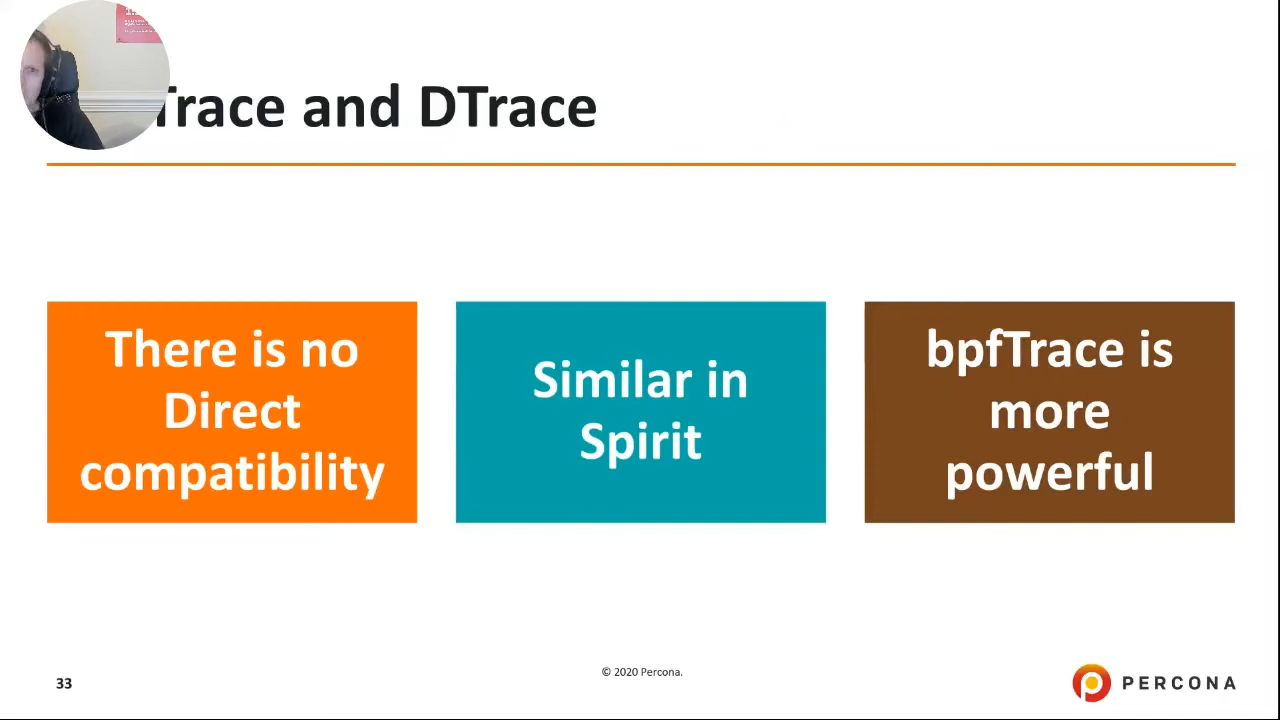 Trace and DTrace
There is no
Direct
compatibility
Similar in
Spirit
bpfTrace is
more
powerful
33
© 2020 Percona.
PERCONA